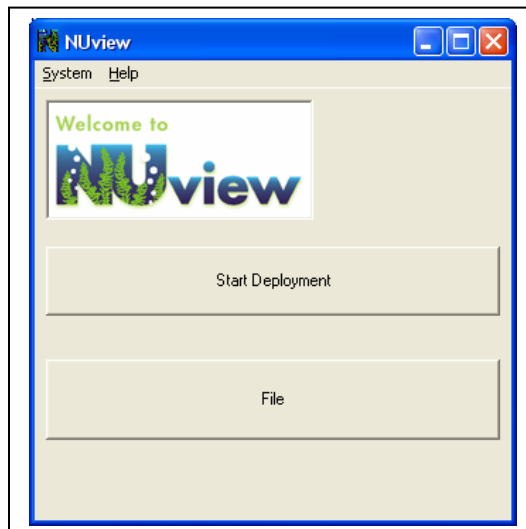 NUview
System Help
Welcome to
NUview
Start Deployment
File